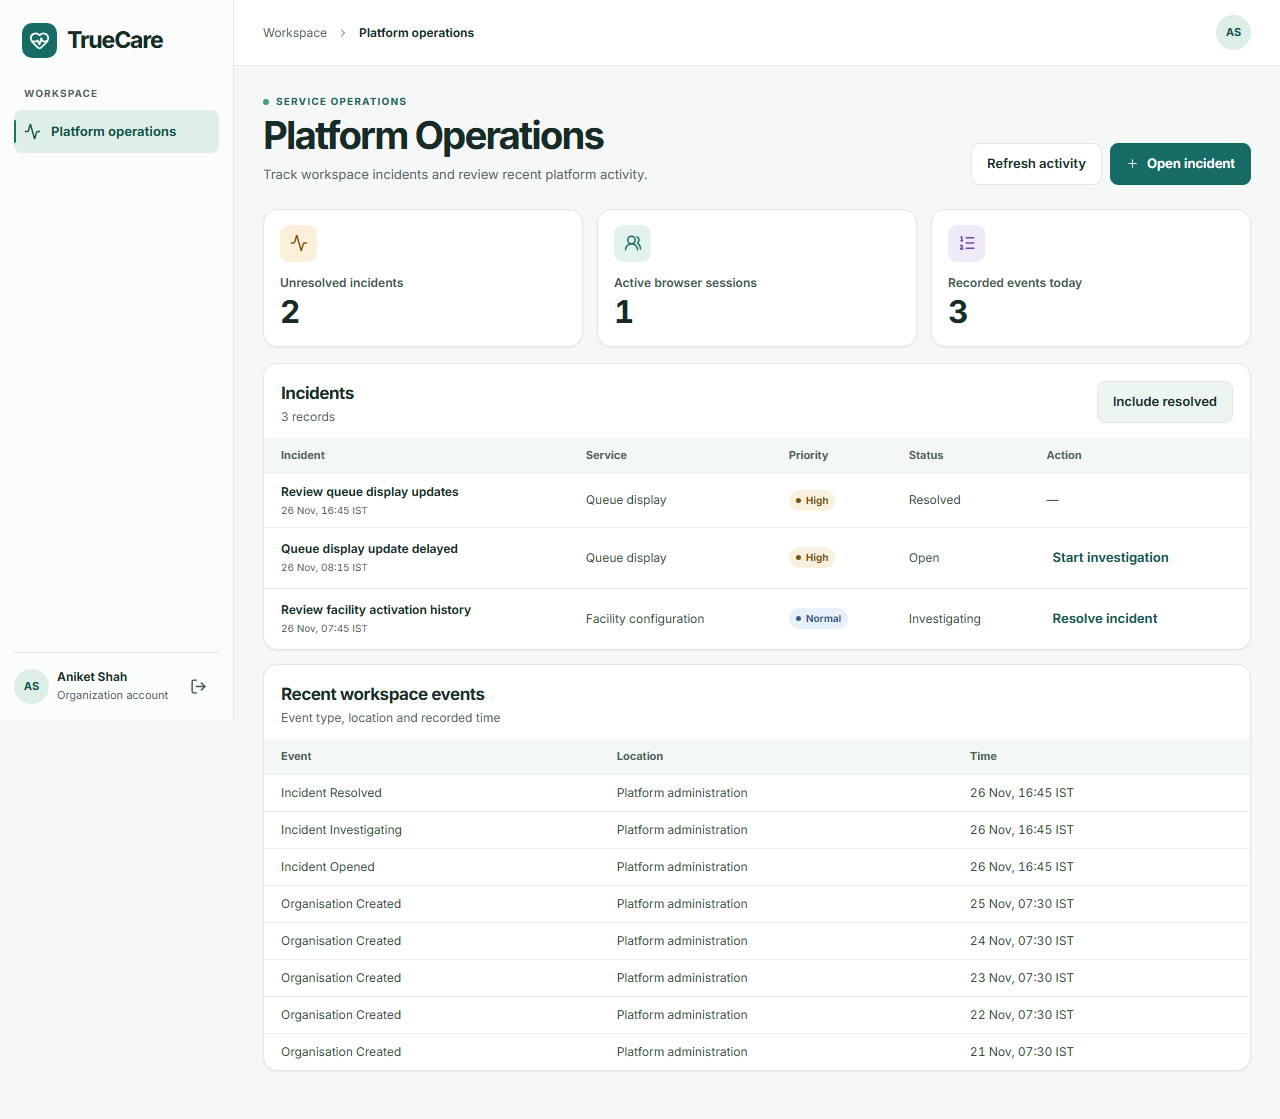 TrueCare
WORKSPACE
Platform operations
Aniket Shah
Organization account
AS
Workspace > Platform operations
AS
SERVICE OPERATIONS
Platform Operations
Track workspace incidents and review recent platform activity.
Refresh activity
+ Open incident
Unresolved incidents
2
Active browser sessions
1
Recorded events today
3
Incidents
3 records
Include resolved
Incident Service Priority Status Action
Review queue display updates
26 Nov, 16:45 IST
Queue display High Resolved —
Queue display update delayed
26 Nov, 08:15 IST
Queue display High Open Start investigation
Review facility activation history
26 Nov, 07:45 IST
Facility configuration Normal Investigating Resolve incident
Recent workspace events
Event type, location and recorded time
Event Location Time
Incident Resolved Platform administration 26 Nov, 16:45 IST
Incident Investigating Platform administration 26 Nov, 16:45 IST
Incident Opened Platform administration 26 Nov, 16:45 IST
Organisation Created Platform administration 25 Nov, 07:30 IST
Organisation Created Platform administration 24 Nov, 07:30 IST
Organisation Created Platform administration 23 Nov, 07:30 IST
Organisation Created Platform administration 22 Nov, 07:30 IST
Organisation Created Platform administration 21 Nov, 07:30 IST